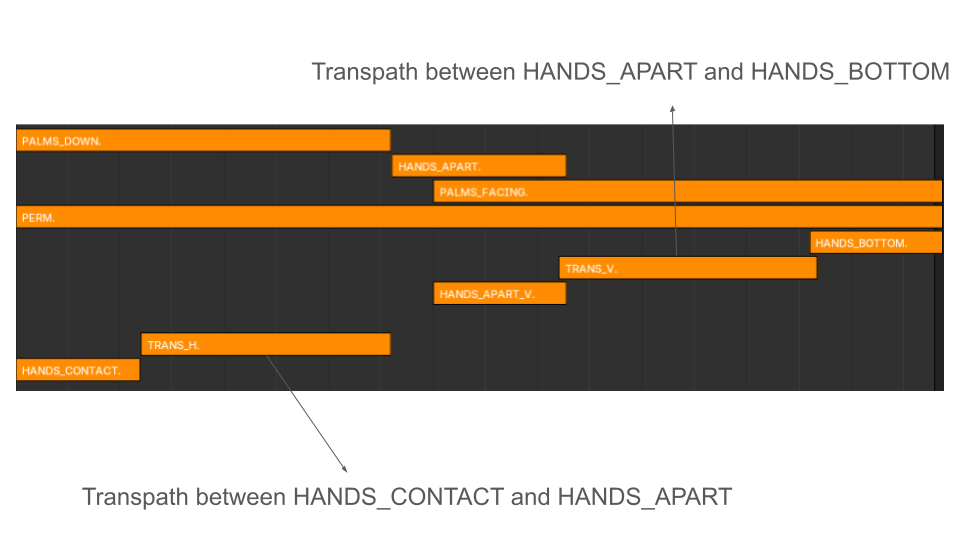 Transpath between HANDS_APART and HANDS_BOTTOM
PALMS_DOWN.
HANDS_APART.
PALMS_FACING.
PERM.
HANDS_BOTTOM.
TRANS_V.
HANDS_APART_V.
TRANS_H.
HANDS_CONTACT.
Transpath between HANDS_CONTACT and HANDS_APART